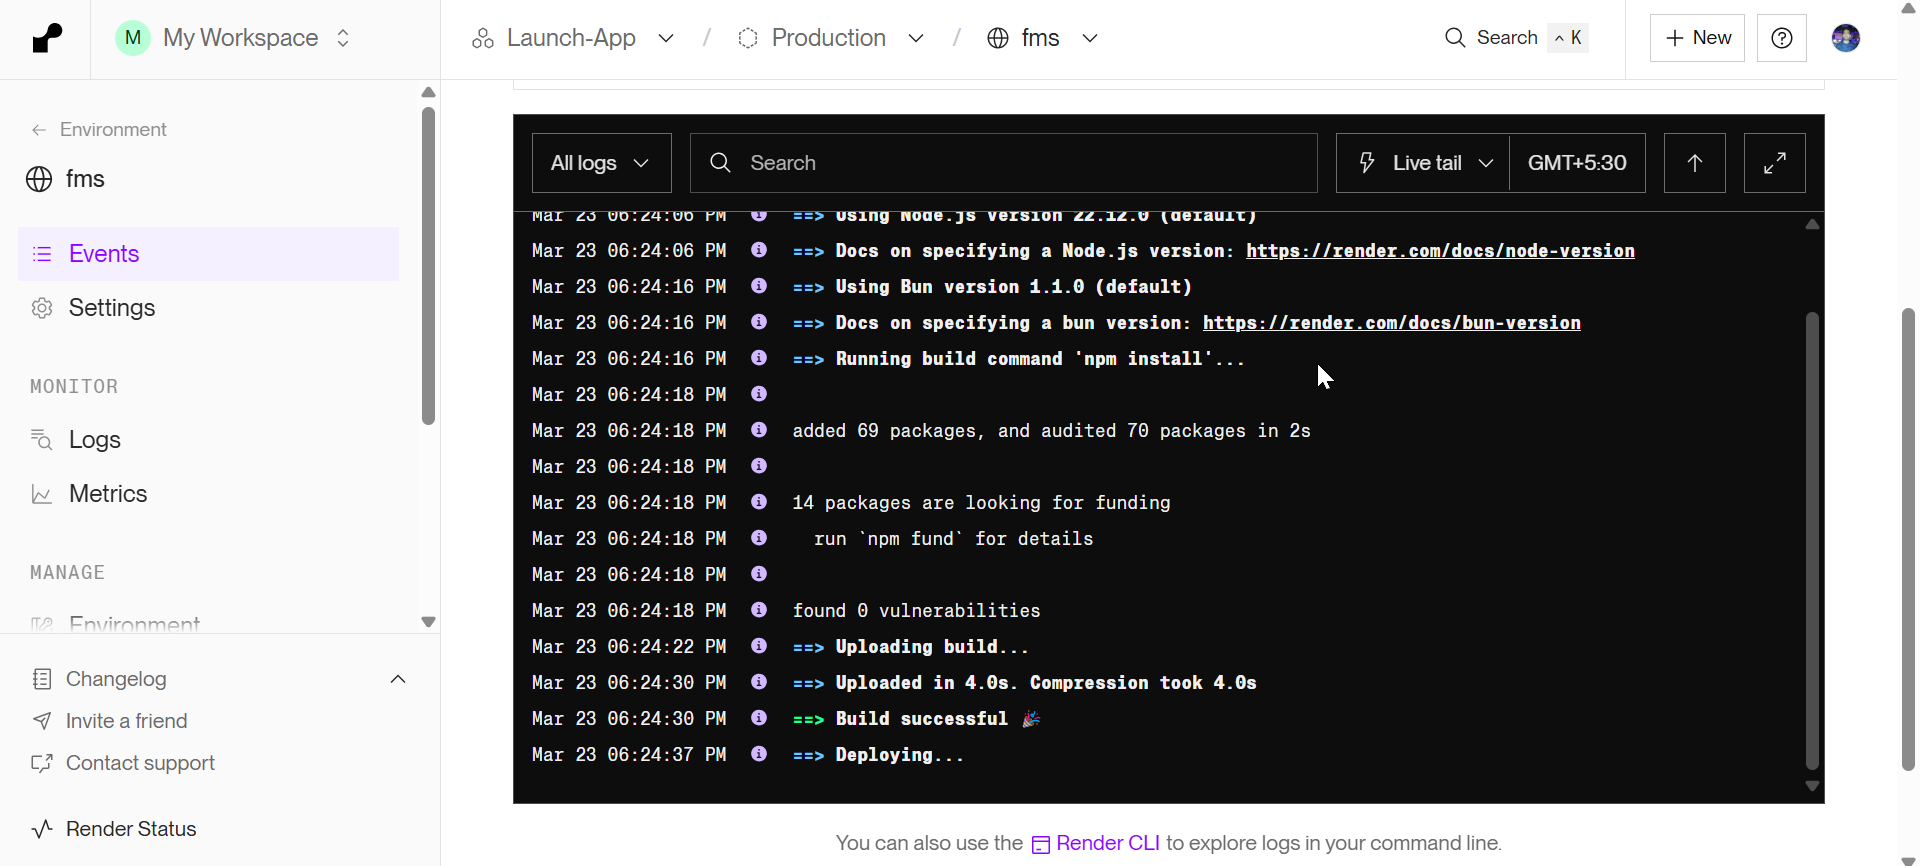 M My Workspace
Launch-App / Production / fms
Search ^ K
+ New
← Environment
fms
Events
Settings
MONITOR
Logs
Metrics
MANAGE
Environment
Changelog
Invite a friend
Contact support
Render Status
All logs
Search
Live tail
GMT+5:30
Mar 23 06:24:06 PM ==> Using Node.js version 22.12.0 (default)
Mar 23 06:24:06 PM ==> Docs on specifying a Node.js version: https://render.com/docs/node-version
Mar 23 06:24:16 PM ==> Using Bun version 1.1.0 (default)
Mar 23 06:24:16 PM ==> Docs on specifying a bun version: https://render.com/docs/bun-version
Mar 23 06:24:16 PM ==> Running build command 'npm install'...
Mar 23 06:24:18 PM
Mar 23 06:24:18 PM added 69 packages, and audited 70 packages in 2s
Mar 23 06:24:18 PM
Mar 23 06:24:18 PM 14 packages are looking for funding
Mar 23 06:24:18 PM run `npm fund` for details
Mar 23 06:24:18 PM
Mar 23 06:24:18 PM found 0 vulnerabilities
Mar 23 06:24:22 PM ==> Uploading build...
Mar 23 06:24:30 PM ==> Uploaded in 4.0s. Compression took 4.0s
Mar 23 06:24:30 PM ==> Build successful 🎉
Mar 23 06:24:37 PM ==> Deploying...
You can also use the Render CLI to explore logs in your command line.